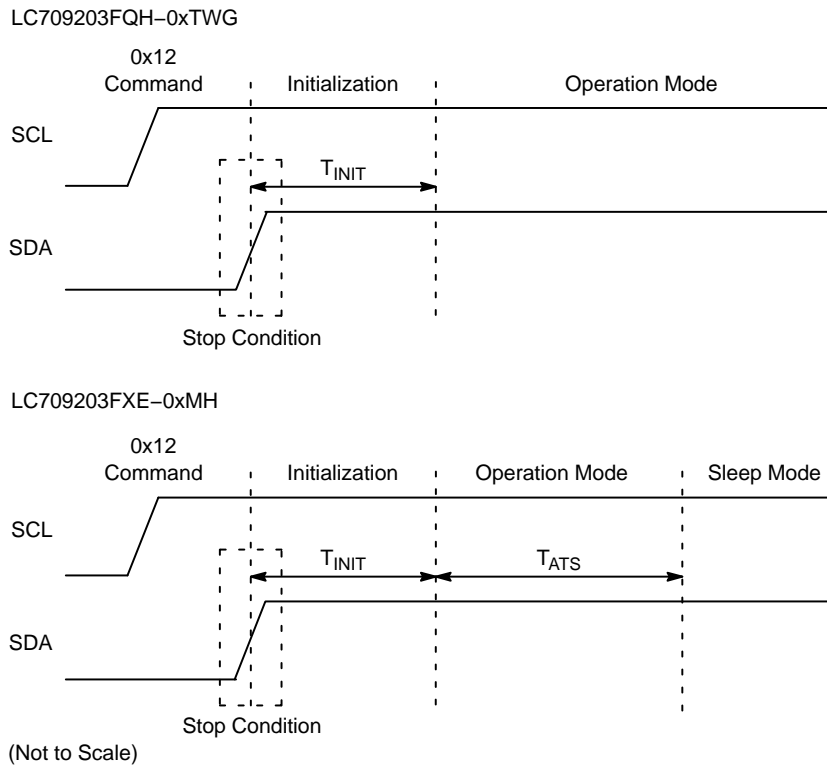 LC709203FQH−0xTWG
0x12
Command Initialization Operation Mode
SCL
TINIT
SDA
Stop Condition
LC709203FXE−0xMH
0x12
Command Initialization Operation Mode Sleep Mode
SCL
TINIT TATS
SDA
Stop Condition
(Not to Scale)